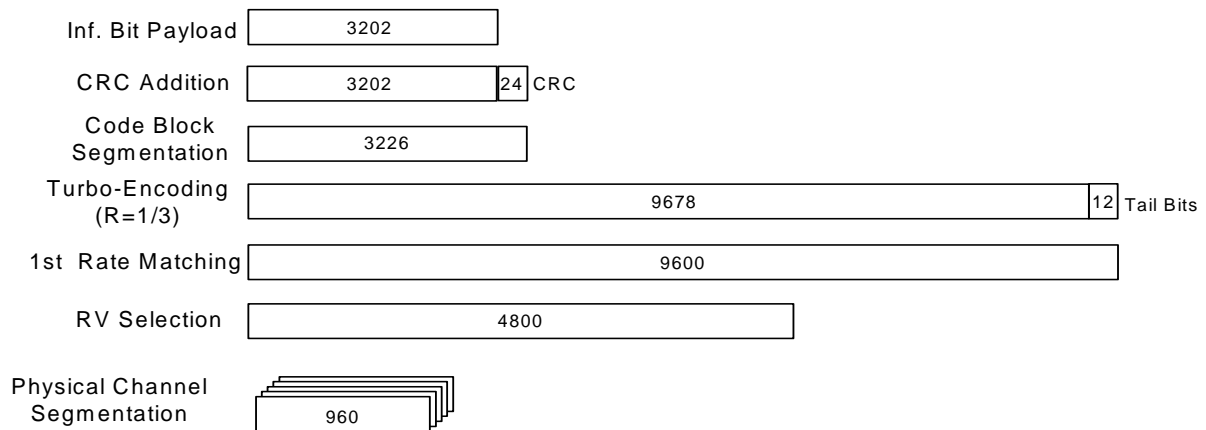 Inf. Bit Payload 3202
CRC Addition 3202 24 CRC
Code Block
Segmentation 3226
Turbo-Encoding
(R=1/3) 9678 12 Tail Bits
1st Rate Matching 9600
RV Selection 4800
Physical Channel
Segmentation 960